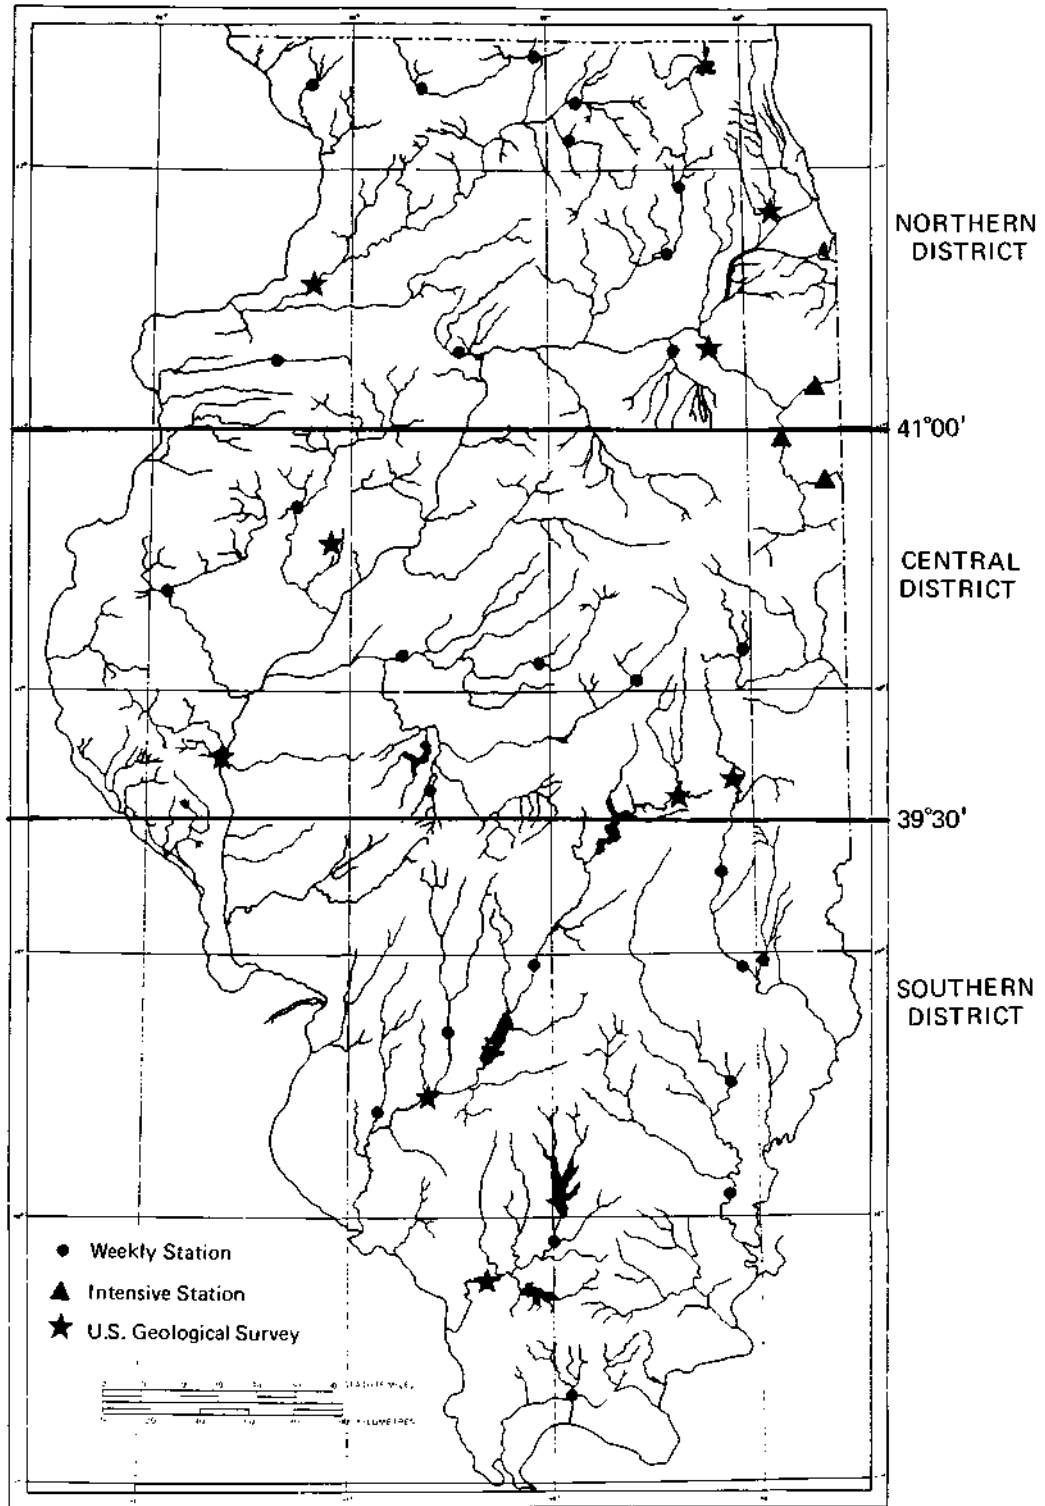 NORTHERN
DISTRICT
41°00'
CENTRAL
DISTRICT
39°30'
SOUTHERN
DISTRICT
Weekly Station
Intensive Station
U.S. Geological Survey